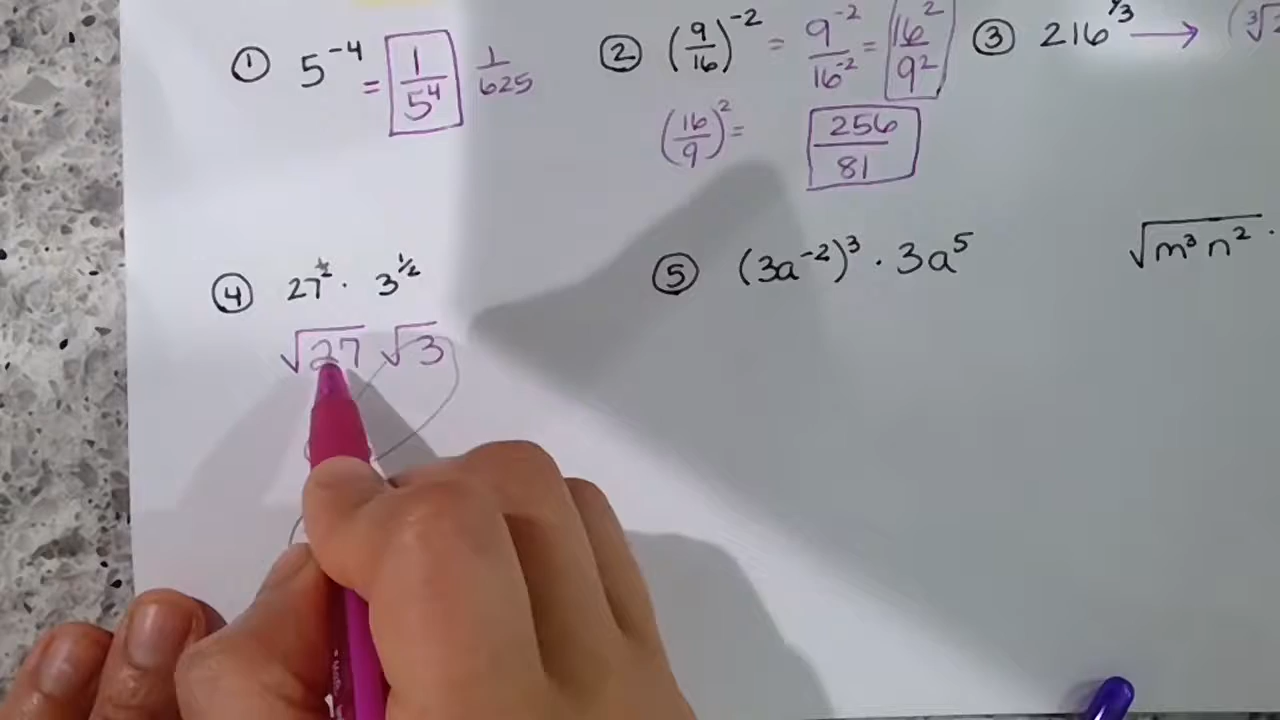 ① 5⁻⁴ = 1/5⁴ 1/625
② (9/16)⁻² = 9⁻²/16⁻² = 16²/9²
(16/9)² = 256/81
③ 216^(1/3) → (∛2
④ 27^½ · 3^(1/2)
√27 √3
⑤ (3a⁻²)³ · 3a⁵
√m³n² ·